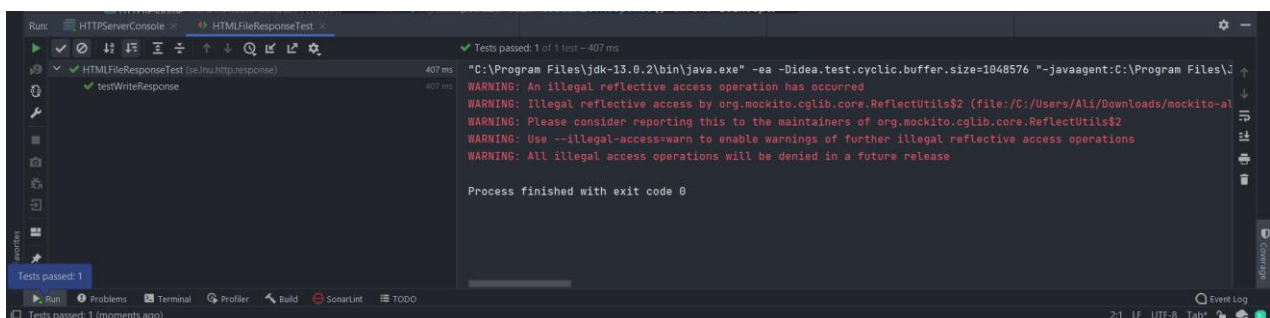 Run: HTTPServerConsole × HTMLFileResponseTest ×
Tests passed: 1 of 1 test – 407 ms
HTMLFileResponseTest (se.lnu.http.response) 407 ms
testWriteResponse 407 ms
"C:\Program Files\jdk-13.0.2\bin\java.exe" -ea -Didea.test.cyclic.buffer.size=1048576 "-javaagent:C:\Program Files\J
WARNING: An illegal reflective access operation has occurred
WARNING: Illegal reflective access by org.mockito.cglib.core.ReflectUtils$2 (file:/C:/Users/Ali/Downloads/mockito-al
WARNING: Please consider reporting this to the maintainers of org.mockito.cglib.core.ReflectUtils$2
WARNING: Use --illegal-access=warn to enable warnings of further illegal reflective access operations
WARNING: All illegal access operations will be denied in a future release
Process finished with exit code 0
avorites
Coverage
Tests passed: 1
Run Problems Terminal Profiler Build SonarLint TODO Event Log
Tests passed: 1 (moments ago) 2:1 LF UTF-8 Tab*